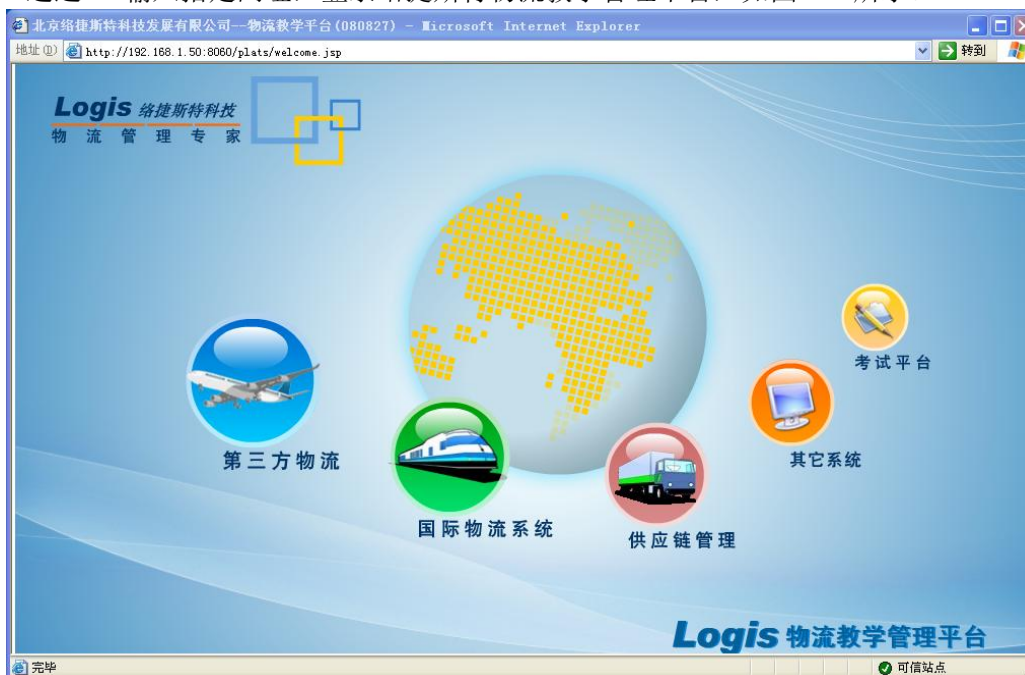 北京络捷斯特科技发展有限公司--物流教学平台(080827) - Microsoft Internet Explorer
地址(D) http://192.168.1.50:8060/plats/welcome.jsp 转到
Logis 络捷斯特科技
物流管理专家
考试平台
第三方物流
其它系统
国际物流系统
供应链管理
Logis 物流教学管理平台
完毕
可信站点